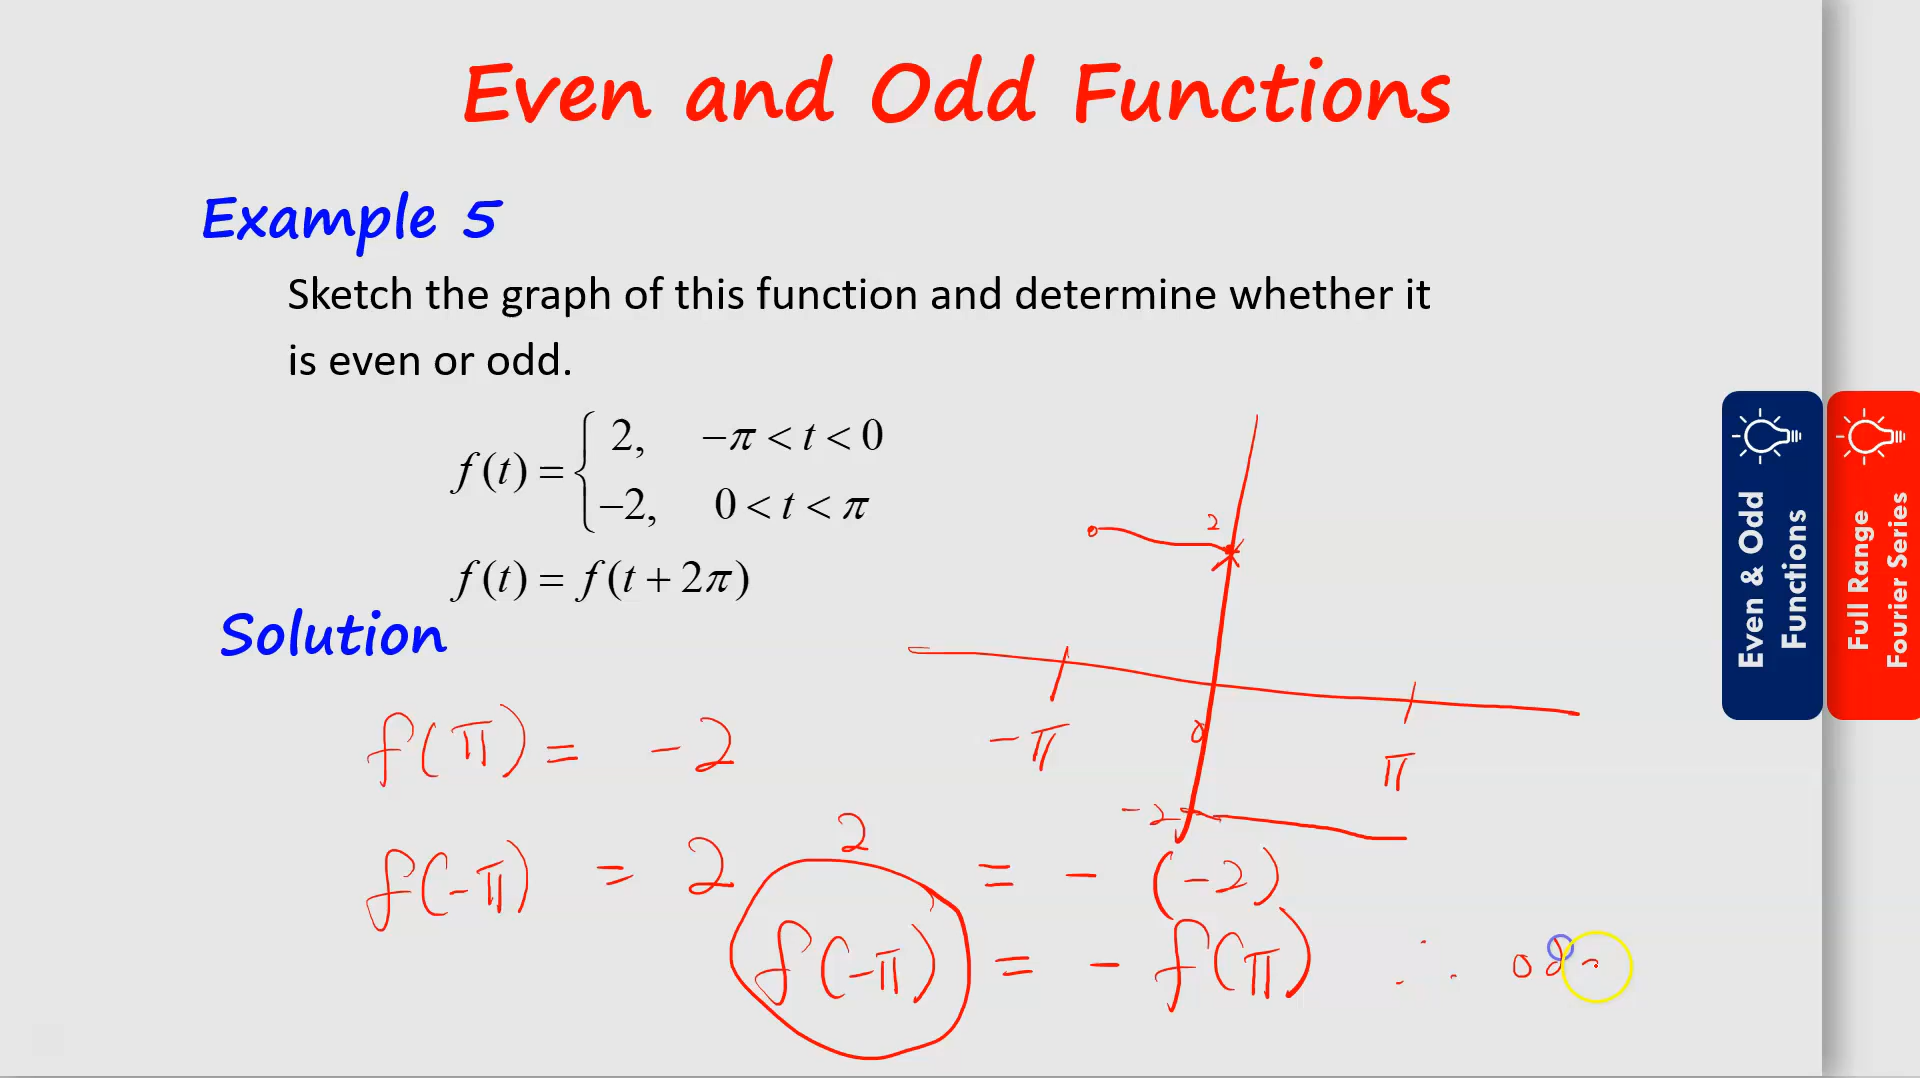 Even and Odd Functions
Example 5
Sketch the graph of this function and determine whether it
is even or odd.
f(t) = { 2, −π < t < 0
−2, 0 < t < π
f(t) = f(t + 2π)
Solution
2
-π 0 π
-2
f(π) = -2
f(-π) = 2
2 = -(-2)
f(-π) = -f(π) ∴
Even & Odd
Functions
Full Range
Fourier Series